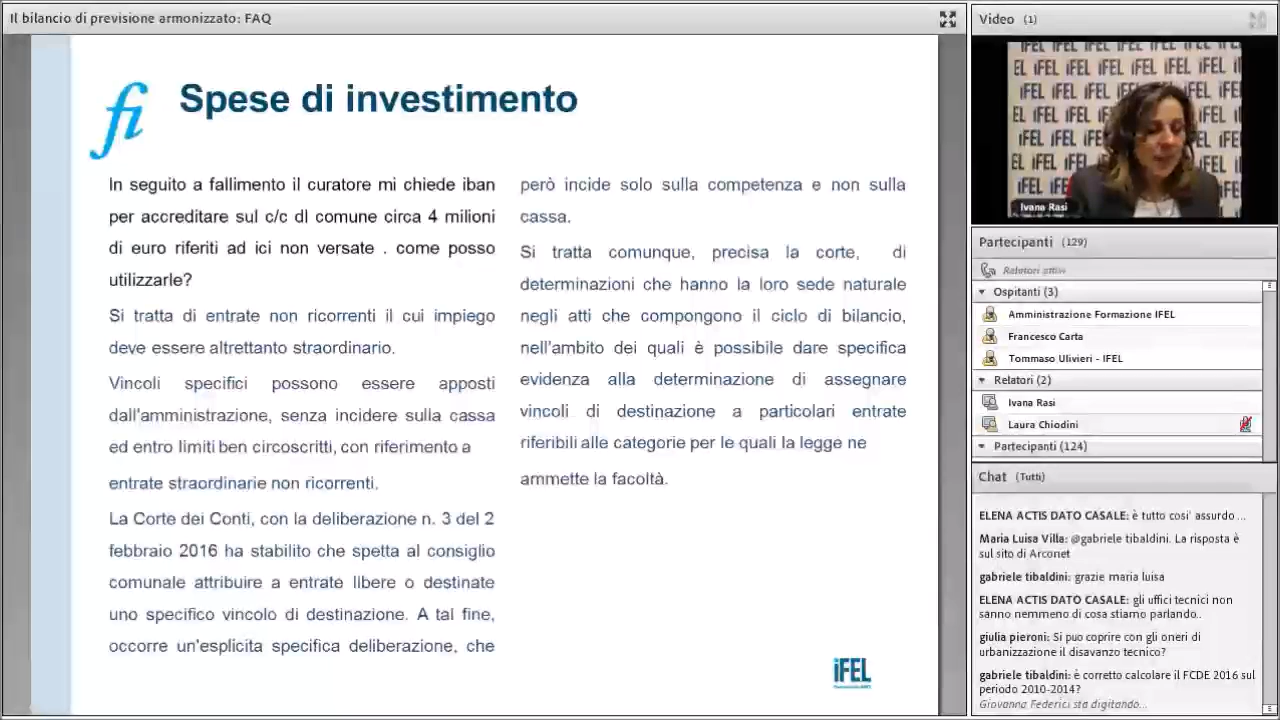 Il bilancio di previsione armonizzato: FAQ
fi
Spese di investimento
In seguito a fallimento il curatore mi chiede iban
per accreditare sul c/c dl comune circa 4 milioni
di euro riferiti ad ici non versate . come posso
utilizzarle?
Si tratta di entrate non ricorrenti il cui impiego
deve essere altrettanto straordinario.
Vincoli specifici possono essere apposti
dall'amministrazione, senza incidere sulla cassa
ed entro limiti ben circoscritti, con riferimento a
entrate straordinarie non ricorrenti.
La Corte dei Conti, con la deliberazione n. 3 del 2
febbraio 2016 ha stabilito che spetta al consiglio
comunale attribuire a entrate libere o destinate
uno specifico vincolo di destinazione. A tal fine,
occorre un'esplicita specifica deliberazione, che
però incide solo sulla competenza e non sulla
cassa.
Si tratta comunque, precisa la corte, di
determinazioni che hanno la loro sede naturale
negli atti che compongono il ciclo di bilancio,
nell'ambito dei quali è possibile dare specifica
evidenza alla determinazione di assegnare
vincoli di destinazione a particolari entrate
riferibili alle categorie per le quali la legge ne
ammette la facoltà.
iFEL
Video (1)
iFEL iFEL iFEL iFEL
Ivana Rasi
Partecipanti (129)
Relatori attivi
Ospitanti (3)
Amministrazione Formazione IFEL
Francesco Carta
Tommaso Ulivieri - IFEL
Relatori (2)
Ivana Rasi
Laura Chiodini
Partecipanti (124)
Chat (Tutti)
ELENA ACTIS DATO CASALE: è tutto cosi' assurdo ...
Maria Luisa Villa: @gabriele tibaldini. La risposta è
sul sito di Arconet
gabriele tibaldini: grazie maria luisa
ELENA ACTIS DATO CASALE: gli uffici tecnici non
sanno nemmeno di cosa stiamo parlando..
giulia pieroni: Si puo coprire con gli oneri di
urbanizzazione il disavanzo tecnico?
gabriele tibaldini: è corretto calcolare il FCDE 2016 sul
periodo 2010-2014?
Giovanna Federici sta digitando...